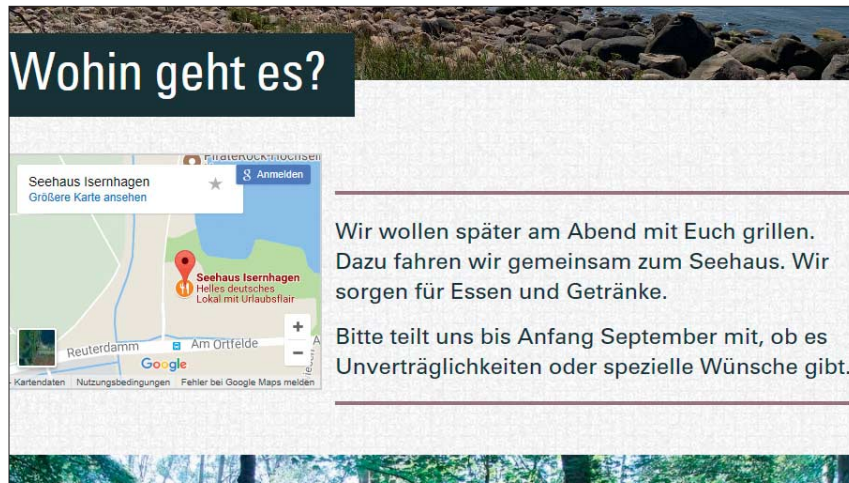 Wohin geht es?
PirateRock-Hochseil
Seehaus Isernhagen
Größere Karte ansehen
Anmelden
Seehaus Isernhagen
Helles deutsches
Lokal mit Urlaubsflair
Reuterdamm
Am Ortfelde
Google
Kartendaten Nutzungsbedingungen Fehler bei Google Maps melden
Wir wollen später am Abend mit Euch grillen.
Dazu fahren wir gemeinsam zum Seehaus. Wir
sorgen für Essen und Getränke.
Bitte teilt uns bis Anfang September mit, ob es
Unverträglichkeiten oder spezielle Wünsche gibt.